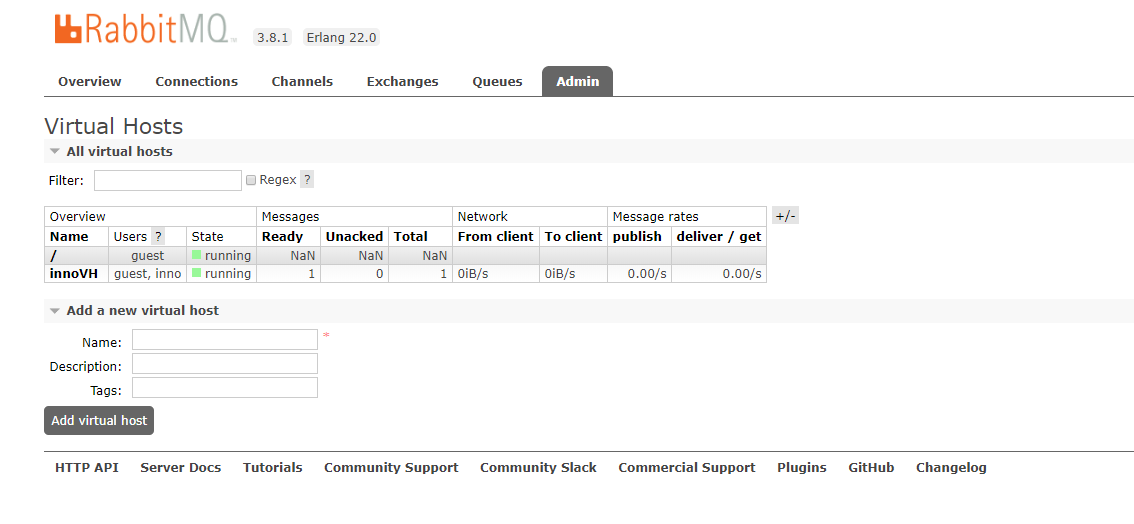 RabbitMQ™ 3.8.1 Erlang 22.0
Overview Connections Channels Exchanges Queues Admin
Virtual Hosts
All virtual hosts
Filter: Regex ?
Overview Messages Network Message rates +/-
Name Users ? State Ready Unacked Total From client To client publish deliver / get
/ guest running NaN NaN NaN
innoVH guest, inno running 1 0 1 0iB/s 0iB/s 0.00/s 0.00/s
Add a new virtual host
Name: *
Description:
Tags:
Add virtual host
HTTP API Server Docs Tutorials Community Support Community Slack Commercial Support Plugins GitHub Changelog